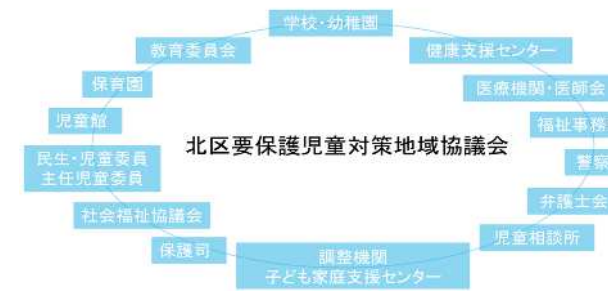 学校・幼稚園
教育委員会
健康支援センター
保育園
医療機関・医師会
児童館
福祉事務
北区要保護児童対策地域協議会
民生・児童委員
主任児童委員
警察
弁護士会
社会福祉協議会
児童相談所
保護司
調整機関
子ども家庭支援センター